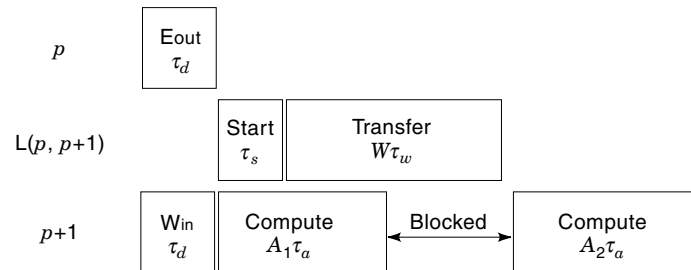 p
Eout
τd
L(p, p+1)
Start
τs
Transfer
Wτw
p+1
Win
τd
Compute
A1τa
Blocked
Compute
A2τa